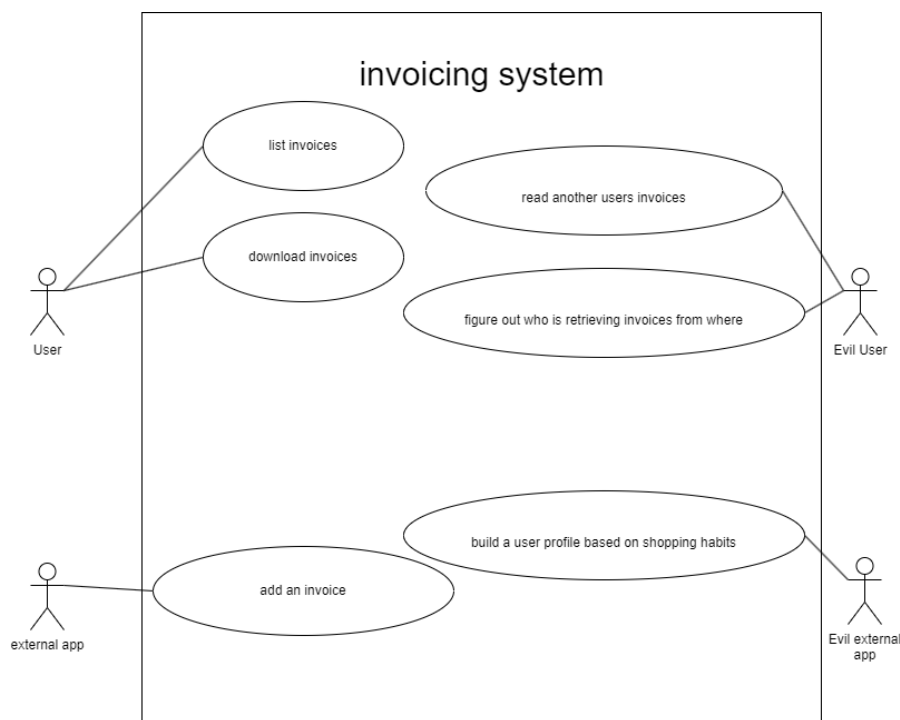 invoicing system
list invoices
read another users invoices
download invoices
figure out who is retrieving invoices from where
User
Evil User
build a user profile based on shopping habits
add an invoice
external app
Evil external
app